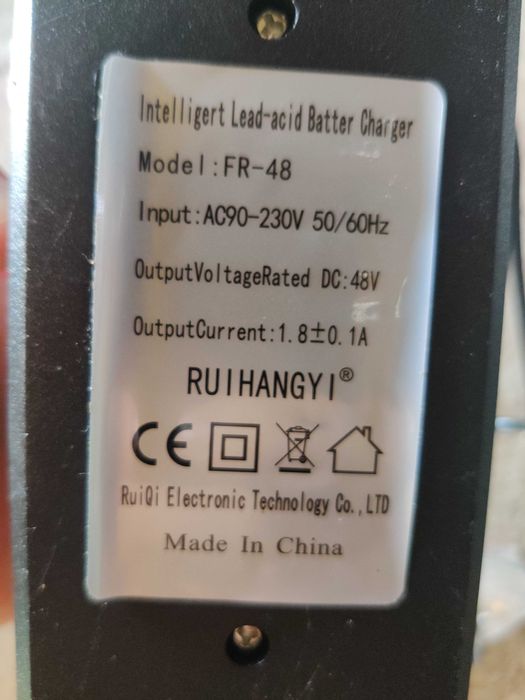 Intelligert Lead-acid Batter Charger
Model:FR-48
Input:AC90-230V 50/60Hz
OutputVoltageRated DC:48V
OutputCurrent:1.8±0.1A
RUIHANGYI®
CE
RuiQi Electronic Technology Co.,LTD
Made In China